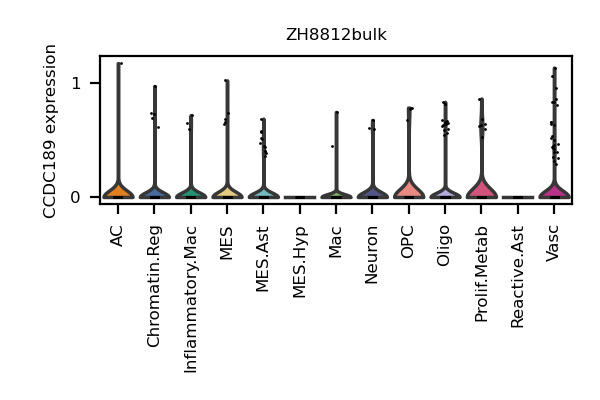 ZH8812bulk
CCDC189 expression
1
0
AC
Chromatin.Reg
Inflammatory.Mac
MES
MES.Ast
MES.Hyp
Mac
Neuron
OPC
Oligo
Prolif.Metab
Reactive.Ast
Vasc